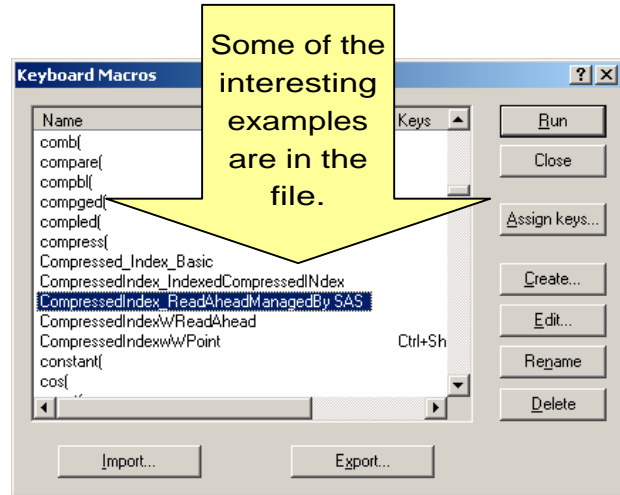 Some of the
interesting
examples
are in the
file.
Keyboard Macros
Name
Keys
comb(
compare(
compbl(
compged(
compled(
compress(
Compressed_Index_Basic
CompressedIndex_IndexedCompressedINdex
CompressedIndex_ReadAheadManagedBy SAS
CompressedIndexWReadAhead
CompressedIndexwWPoint Ctrl+Sh
constant(
cos(
Run
Close
Assign keys...
Create...
Edit...
Rename
Delete
Import...
Export...